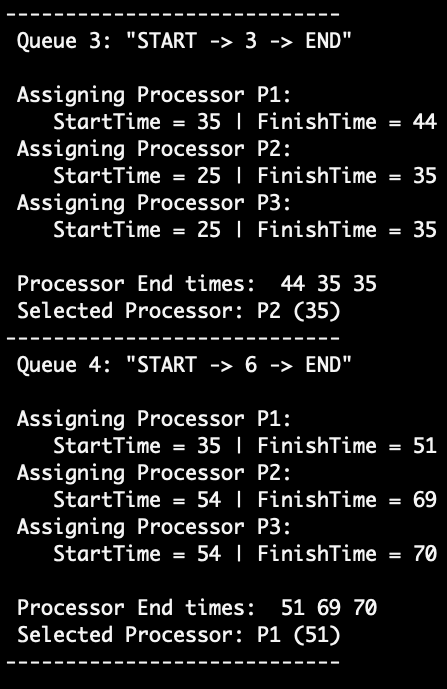 -----------------------------
Queue 3: "START -> 3 -> END"
Assigning Processor P1:
StartTime = 35 | FinishTime = 44
Assigning Processor P2:
StartTime = 25 | FinishTime = 35
Assigning Processor P3:
StartTime = 25 | FinishTime = 35
Processor End times:  44 35 35
Selected Processor: P2 (35)
-----------------------------
Queue 4: "START -> 6 -> END"
Assigning Processor P1:
StartTime = 35 | FinishTime = 51
Assigning Processor P2:
StartTime = 54 | FinishTime = 69
Assigning Processor P3:
StartTime = 54 | FinishTime = 70
Processor End times:  51 69 70
Selected Processor: P1 (51)
-----------------------------